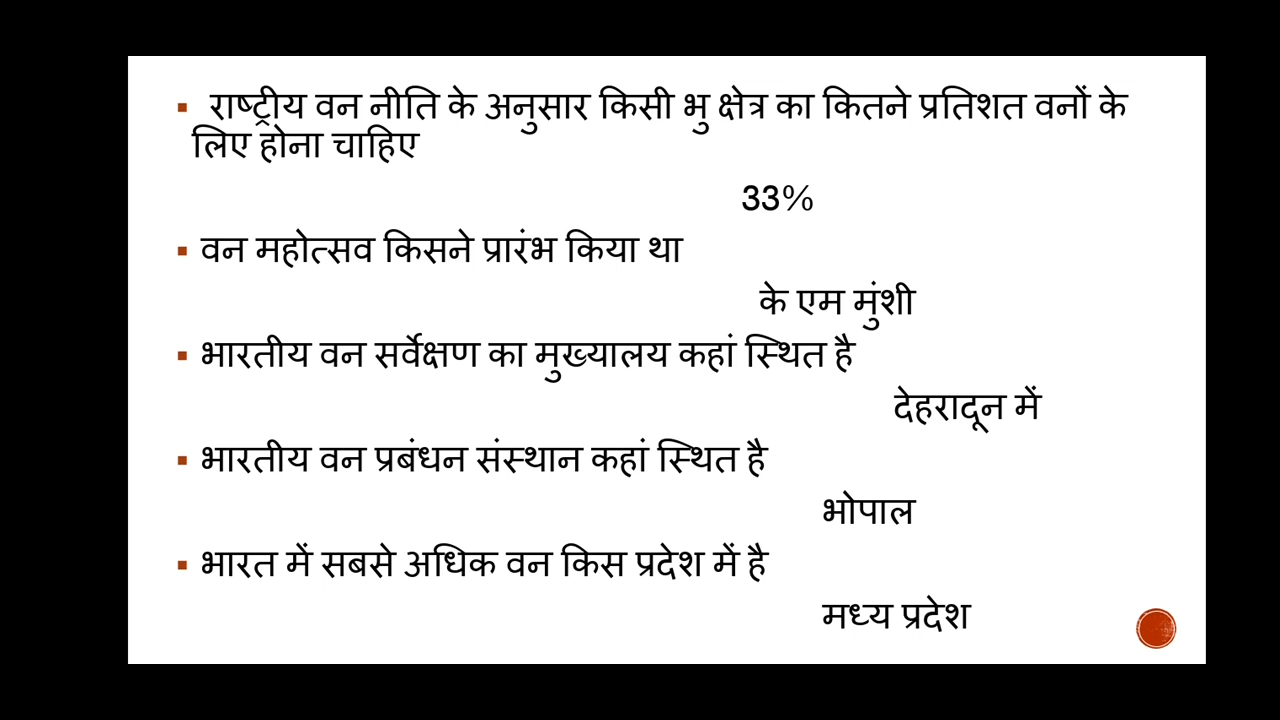 राष्ट्रीय वन नीति के अनुसार किसी भु क्षेत्र का कितने प्रतिशत वनों के
लिए होना चाहिए
33%
वन महोत्सव किसने प्रारंभ किया था
के एम मुंशी
भारतीय वन सर्वेक्षण का मुख्यालय कहां स्थित है
देहरादून में
भारतीय वन प्रबंधन संस्थान कहां स्थित है
भोपाल
भारत में सबसे अधिक वन किस प्रदेश में है
मध्य प्रदेश